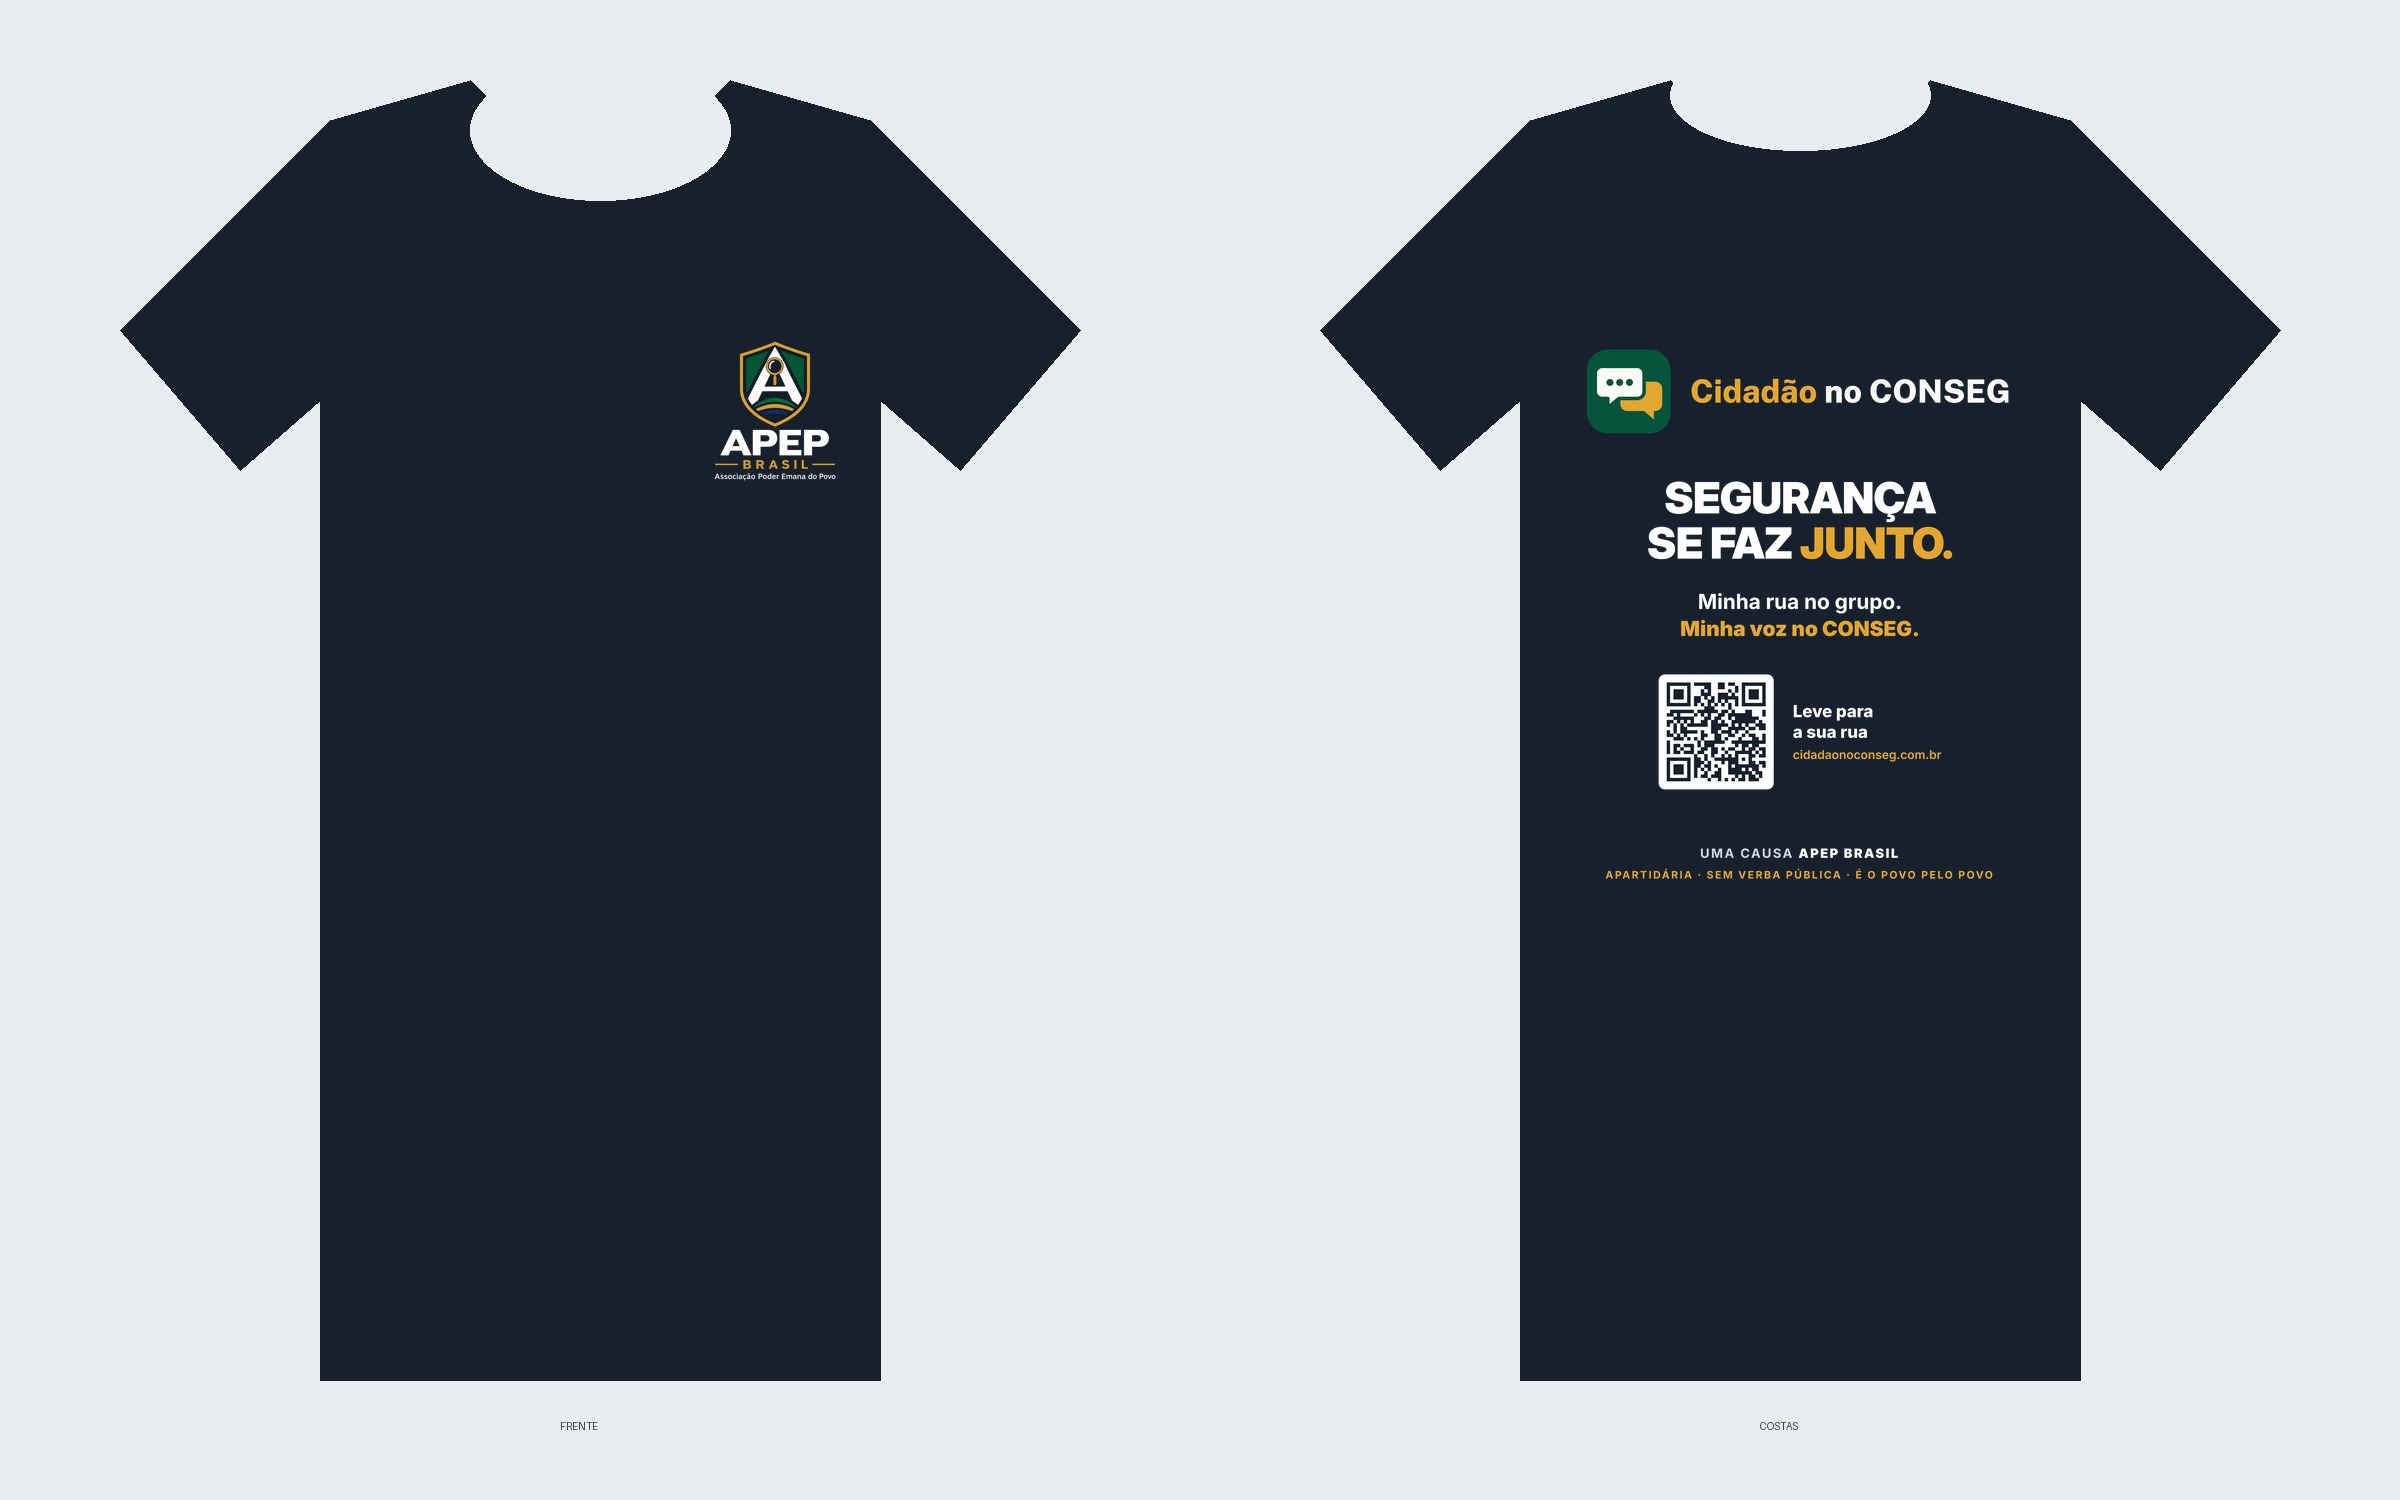 APEP
BRASIL
Associação Poder Emana do Povo
FRENTE
Cidadão no CONSEG
SEGURANÇA
SE FAZ JUNTO.
Minha rua no grupo.
Minha voz no CONSEG.
Leve para
a sua rua
cidadaonoconseg.com.br
UMA CAUSA APEP BRASIL
APARTIDÁRIA · SEM VERBA PÚBLICA · É O POVO PELO POVO
COSTAS